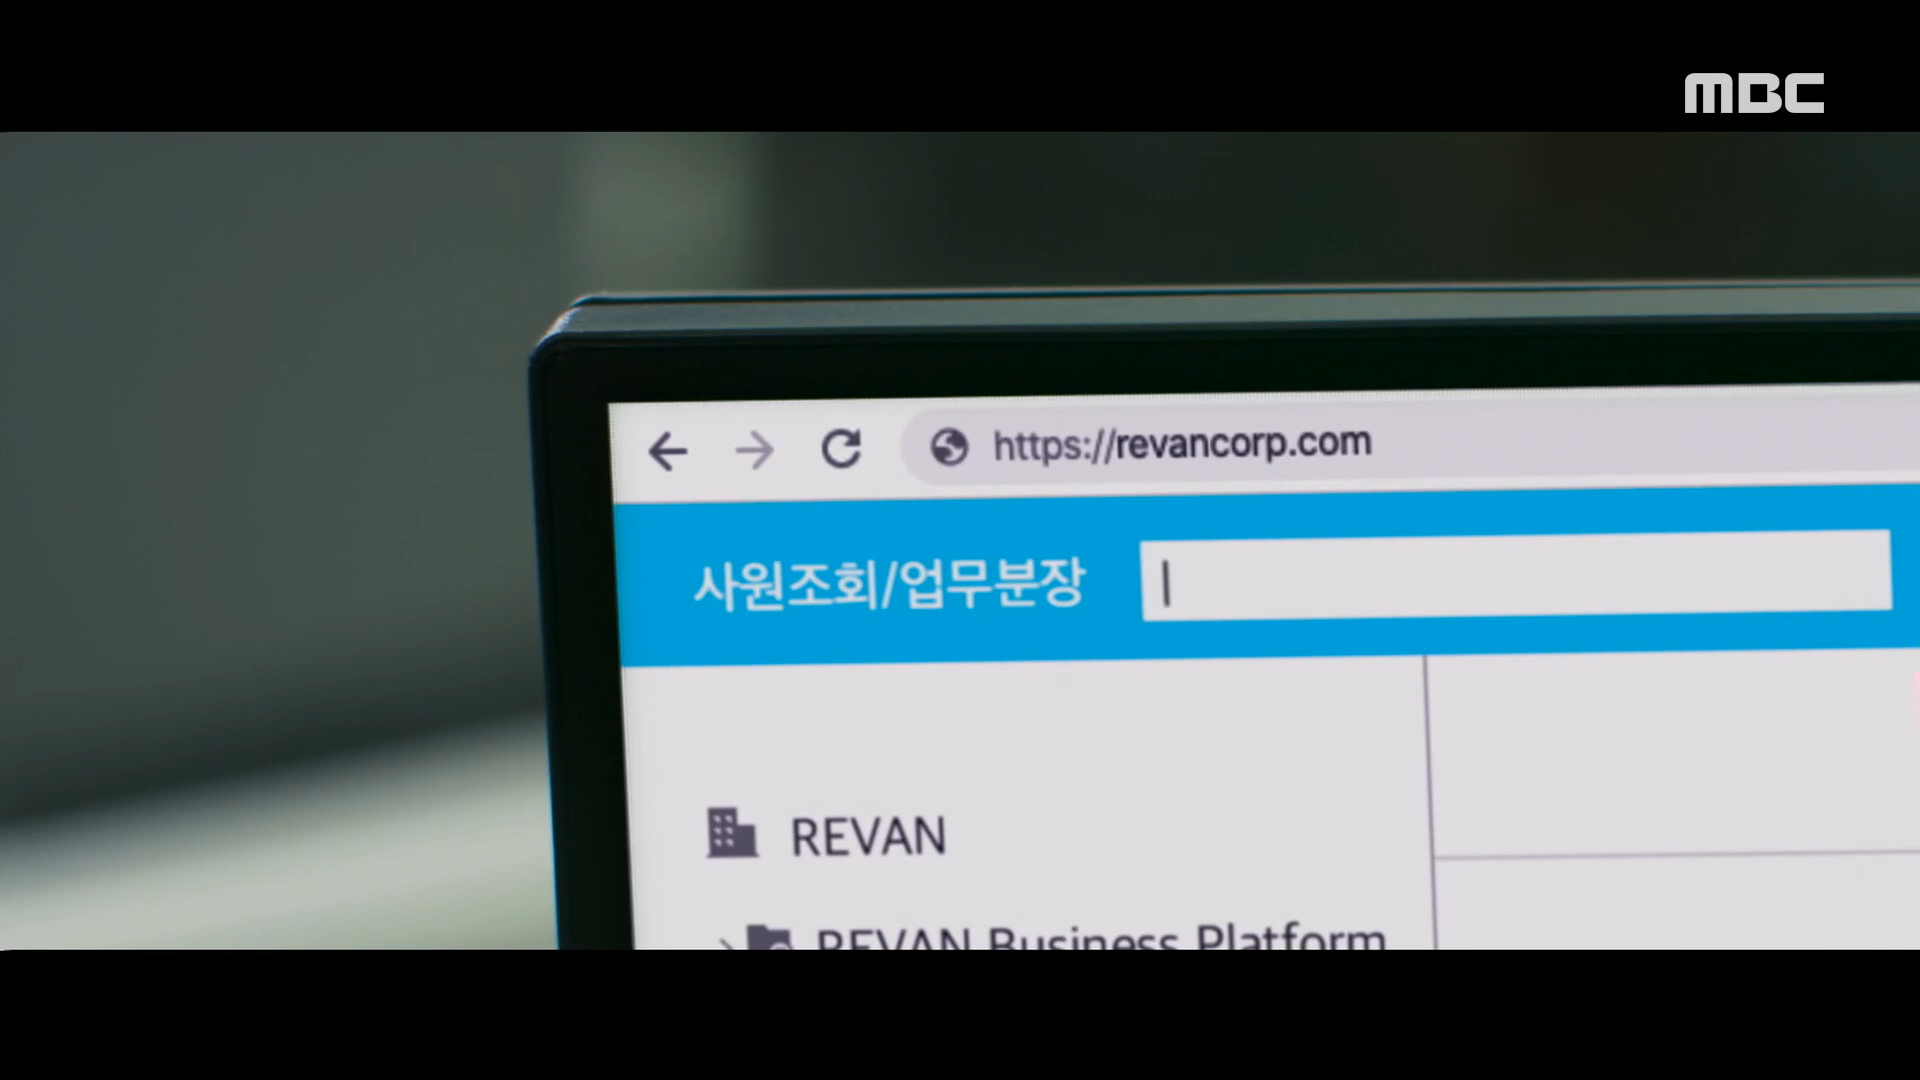 MBC
https://revancorp.com
사원조회/업무분장
REVAN
REVAN Business Platform